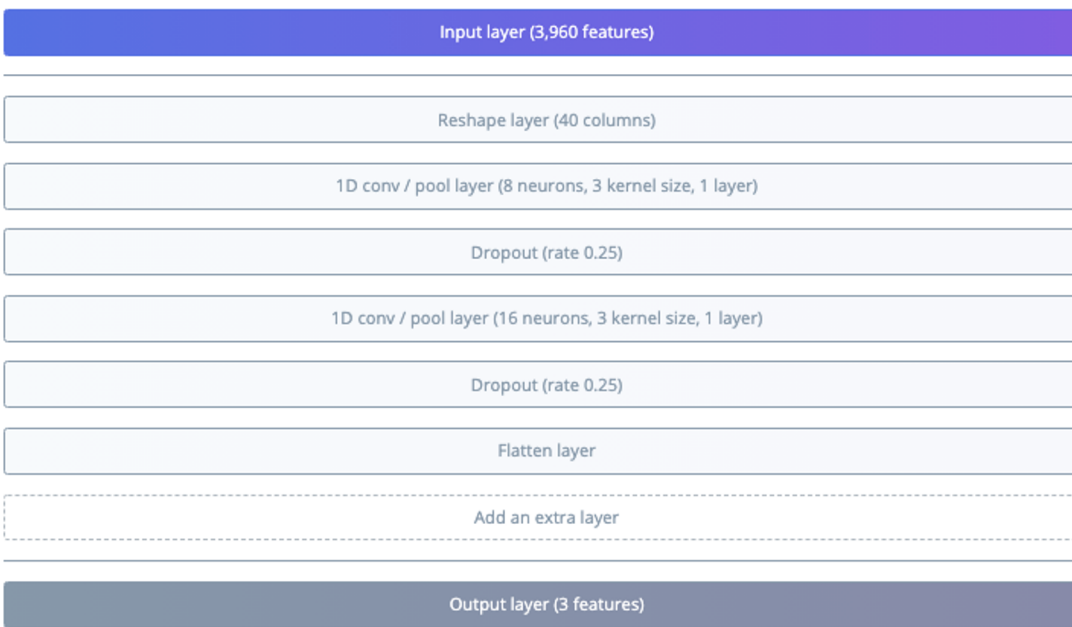 Input layer (3,960 features)
Reshape layer (40 columns)
1D conv / pool layer (8 neurons, 3 kernel size, 1 layer)
Dropout (rate 0.25)
1D conv / pool layer (16 neurons, 3 kernel size, 1 layer)
Dropout (rate 0.25)
Flatten layer
Add an extra layer
Output layer (3 features)